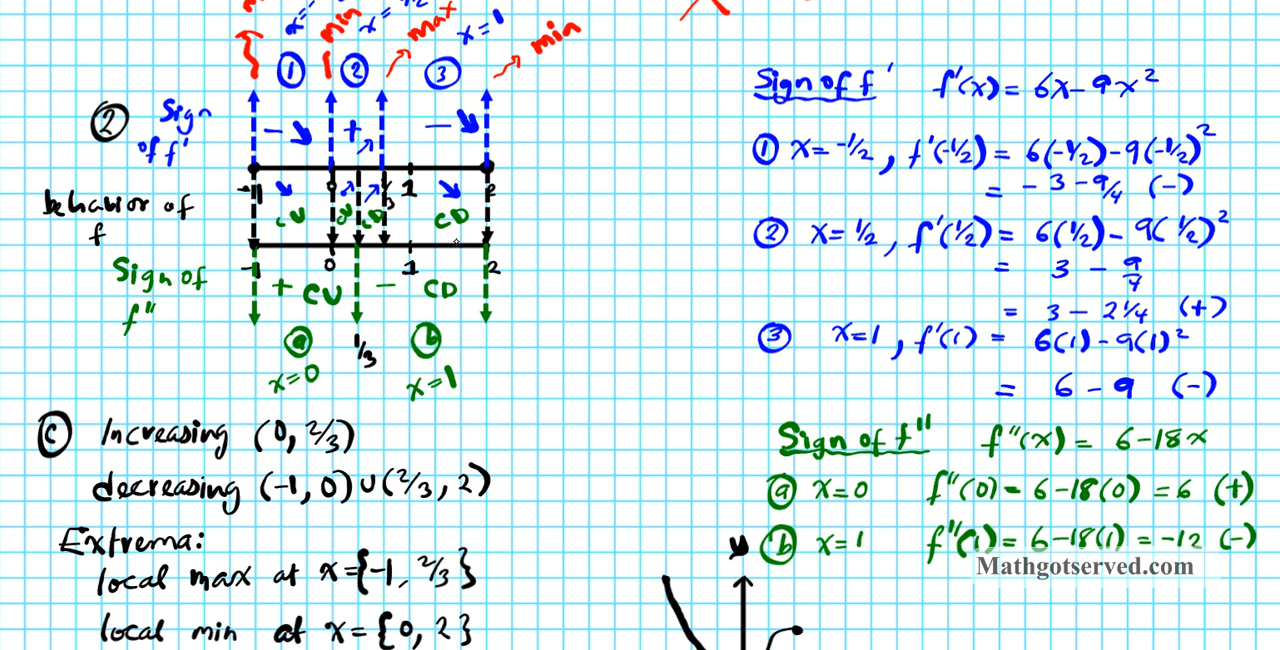 min x=1/2 max x=1 min
① ② ③
② Sign of f'
- + -
-1 0 2/3 1 2
behavior of f
CU CU CD CD
-1 0 1 2
Sign of f''
+ CU - CD
ⓐ 1/3 ⓑ
x=0 x=1
ⓒ Increasing (0, 2/3)
decreasing (-1, 0)∪(2/3, 2)
Extrema:
local max at x={-1, 2/3}
local min at x={0, 2}
Sign of f' f'(x) = 6x-9x²
① x=-1/2, f'(-1/2) = 6(-1/2)-9(-1/2)²
= -3-9/4 (-)
② x=1/2, f'(1/2) = 6(1/2)-9(1/2)²
= 3 - 9/4
= 3 - 2 1/4 (+)
③ x=1, f'(1) = 6(1)-9(1)²
= 6-9 (-)
Sign of f'' f''(x) = 6-18x
ⓐ x=0 f''(0) = 6-18(0) = 6 (+)
ⓑ x=1 f''(1) = 6-18(1) = -12 (-)
Mathgotserved.com
y